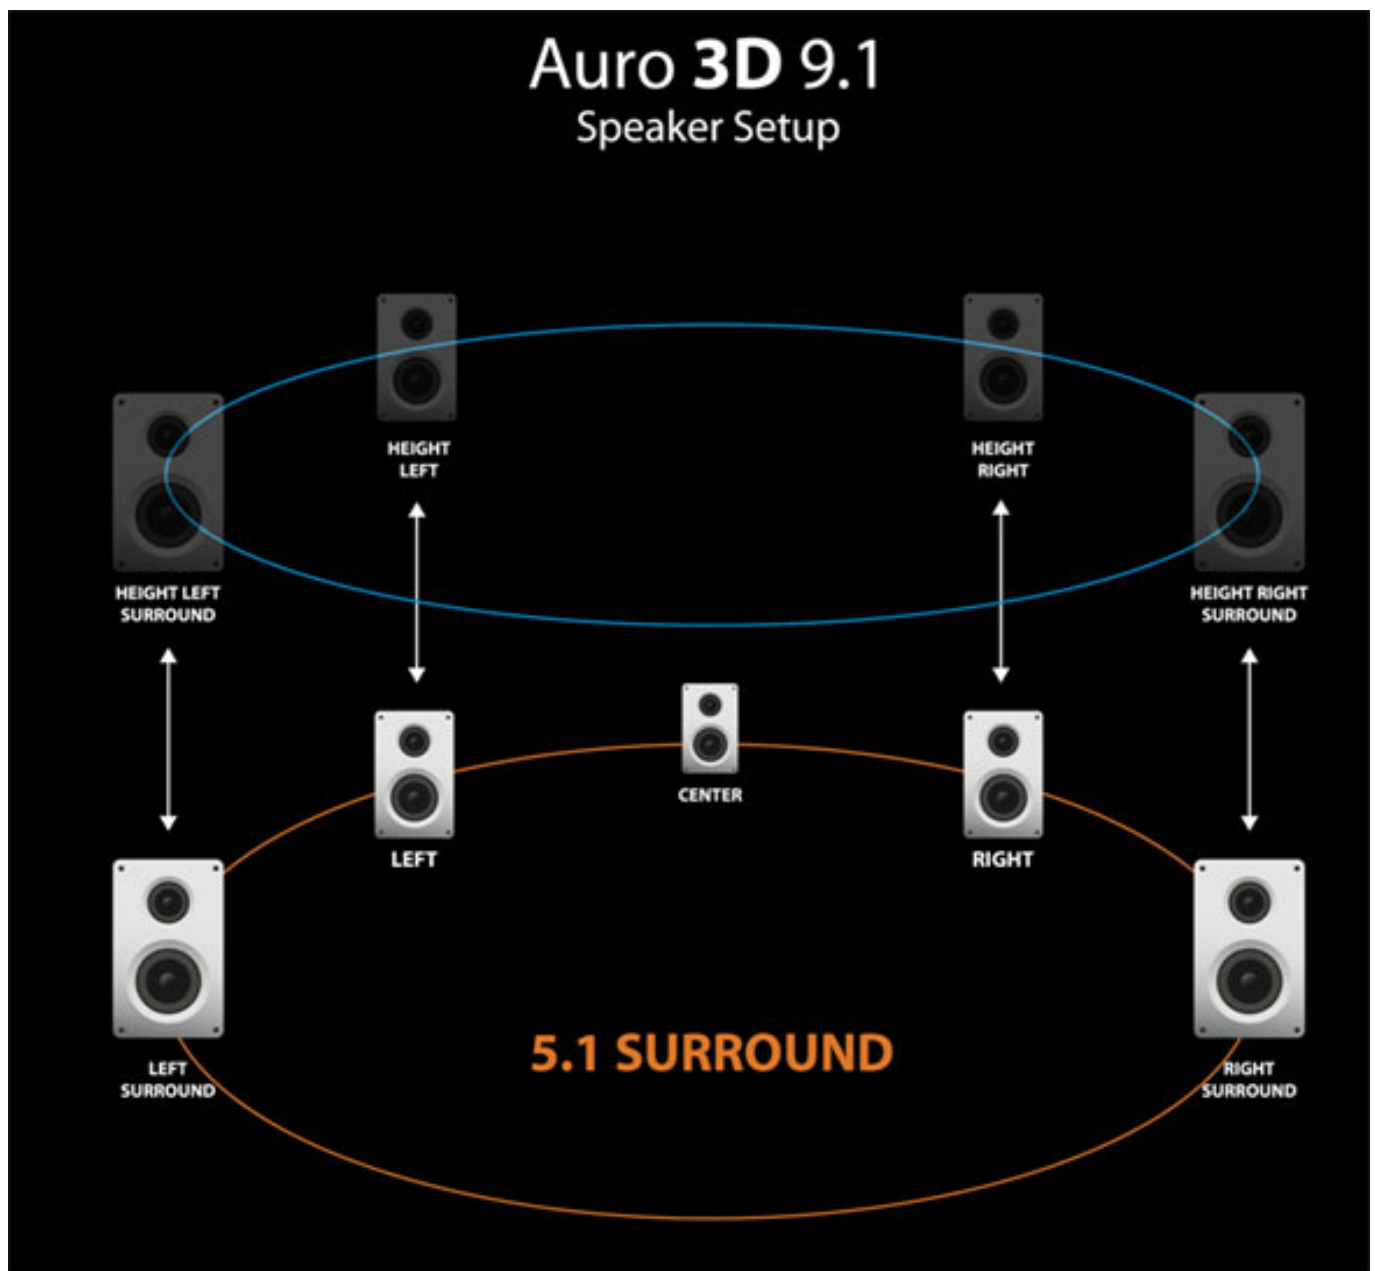 Auro 3D 9.1
Speaker Setup
HEIGHT
LEFT
HEIGHT
RIGHT
HEIGHT LEFT
SURROUND
HEIGHT RIGHT
SURROUND
CENTER
LEFT
RIGHT
5.1 SURROUND
LEFT
SURROUND
RIGHT
SURROUND